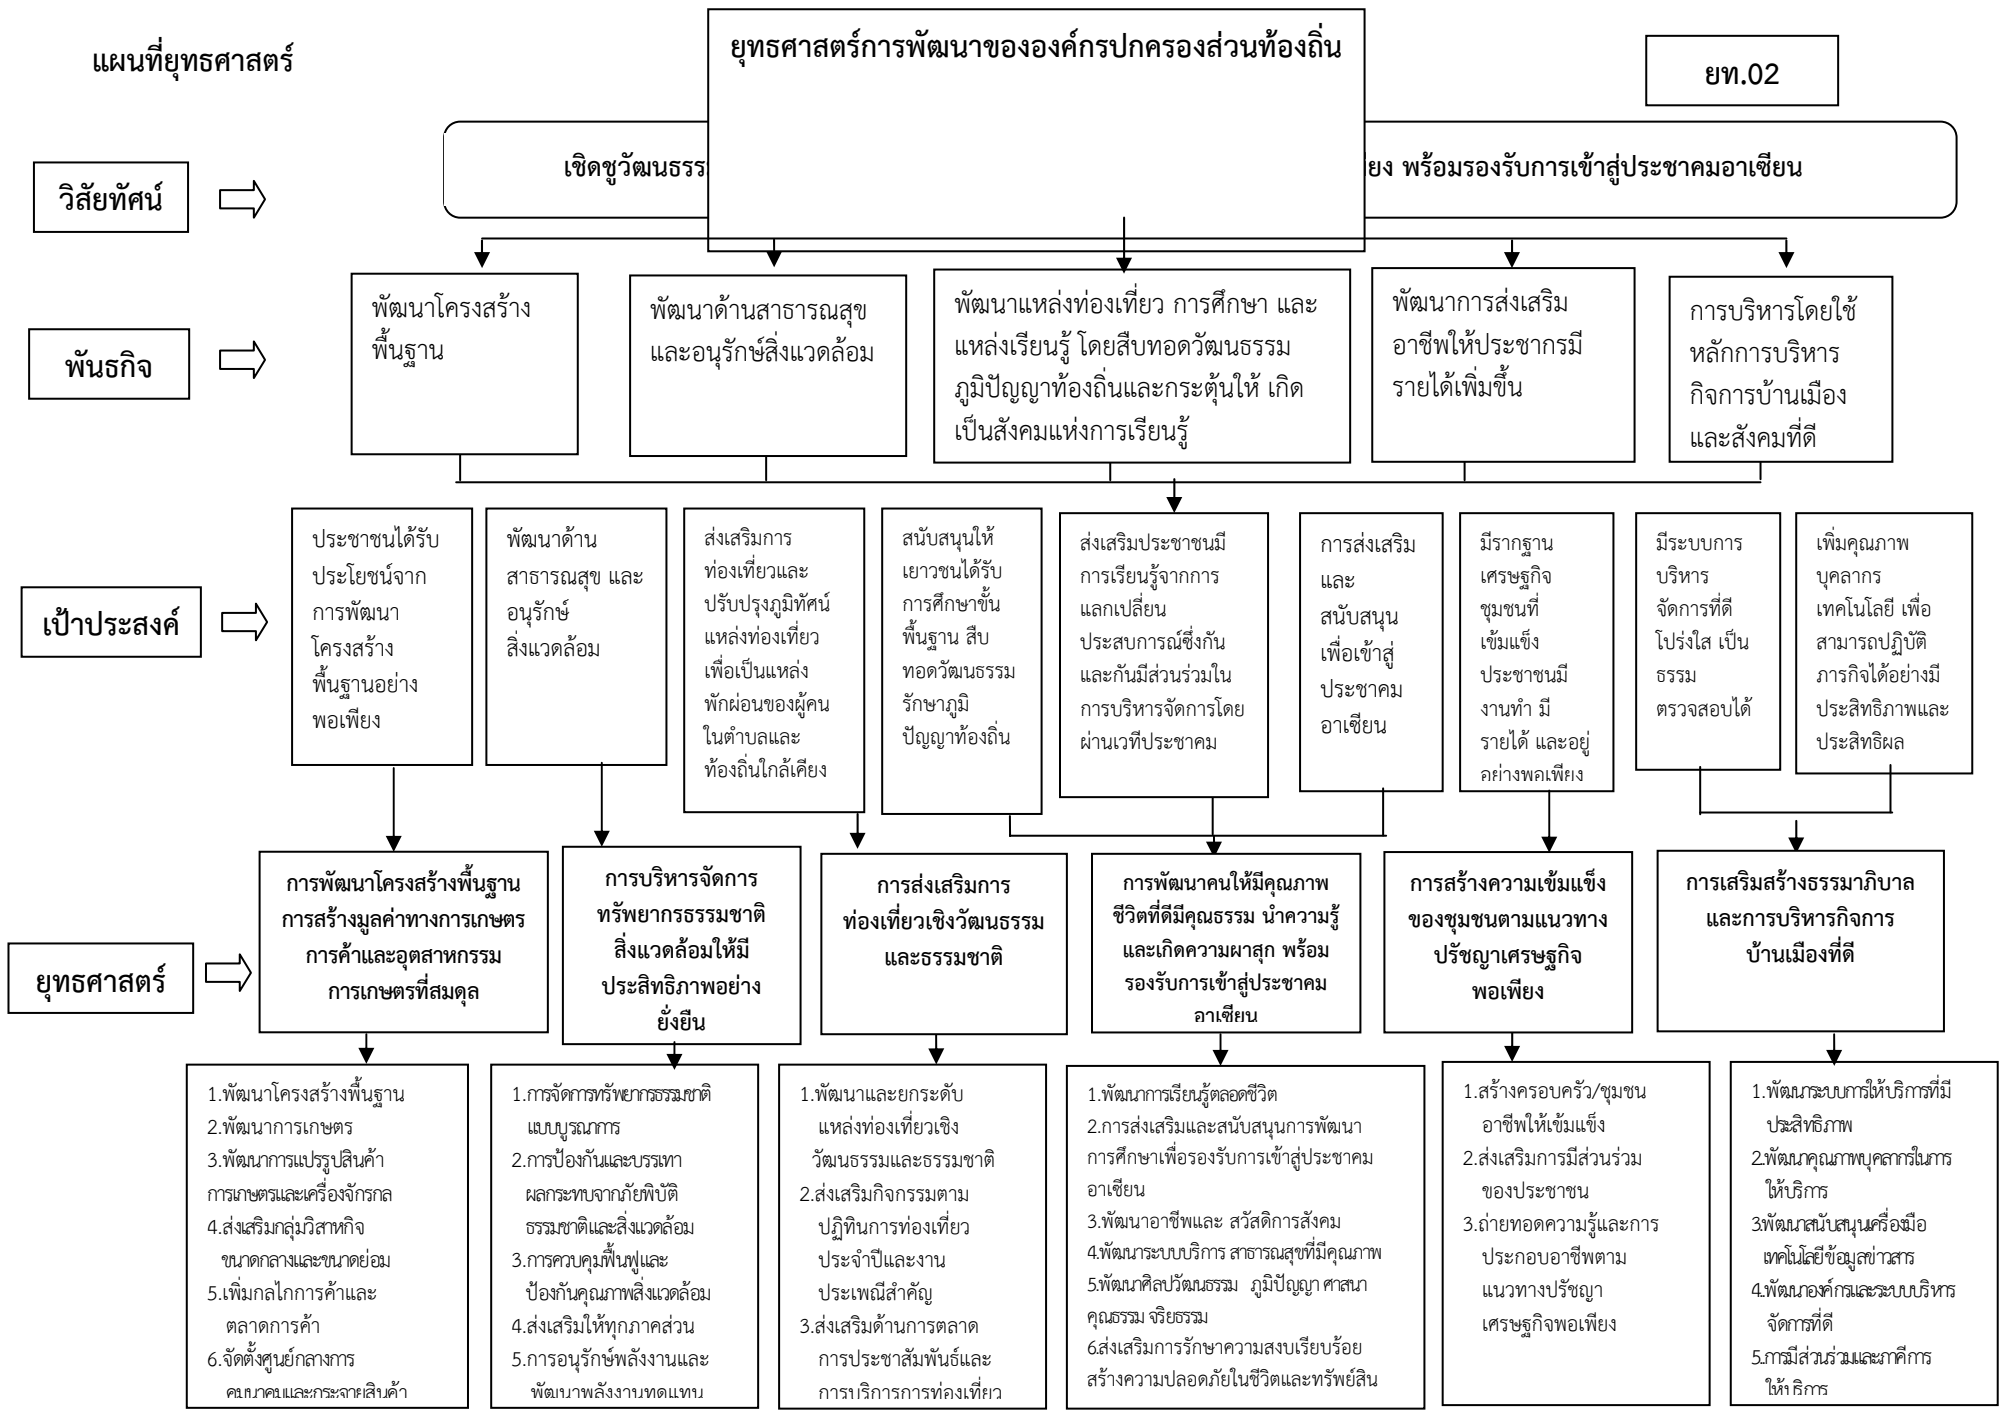 แผนที่ยุทธศาสตร์
ยุทธศาสตร์การพัฒนาขององค์กรปกครองส่วนท้องถิ่น
ยท.02
วิสัยทัศน์
เชิดชูวัฒนธรร
ยง พร้อมรองรับการเข้าสู่ประชาคมอาเซียน
พันธกิจ
พัฒนาโครงสร้าง
พื้นฐาน
พัฒนาด้านสาธารณสุข
และอนุรักษ์สิ่งแวดล้อม
พัฒนาแหล่งท่องเที่ยว การศึกษา และ
แหล่งเรียนรู้ โดยสืบทอดวัฒนธรรม
ภูมิปัญญาท้องถิ่นและกระตุ้นให้ เกิด
เป็นสังคมแห่งการเรียนรู้
พัฒนาการส่งเสริม
อาชีพให้ประชากรมี
รายได้เพิ่มขึ้น
การบริหารโดยใช้
หลักการบริหาร
กิจการบ้านเมือง
และสังคมที่ดี
เป้าประสงค์
ประชาชนได้รับ
ประโยชน์จาก
การพัฒนา
โครงสร้าง
พื้นฐานอย่าง
พอเพียง
พัฒนาด้าน
สาธารณสุข และ
อนุรักษ์
สิ่งแวดล้อม
ส่งเสริมการ
ท่องเที่ยวและ
ปรับปรุงภูมิทัศน์
แหล่งท่องเที่ยว
เพื่อเป็นแหล่ง
พักผ่อนของผู้คน
ในตำบลและ
ท้องถิ่นใกล้เคียง
สนับสนุนให้
เยาวชนได้รับ
การศึกษาขั้น
พื้นฐาน สืบ
ทอดวัฒนธรรม
รักษาภูมิ
ปัญญาท้องถิ่น
ส่งเสริมประชาชนมี
การเรียนรู้จากการ
แลกเปลี่ยน
ประสบการณ์ซึ่งกัน
และกันมีส่วนร่วมใน
การบริหารจัดการโดย
ผ่านเวทีประชาคม
การส่งเสริม
และ
สนับสนุน
เพื่อเข้าสู่
ประชาคม
อาเซียน
มีรากฐาน
เศรษฐกิจ
ชุมชนที่
เข้มแข็ง
ประชาชนมี
งานทำ มี
รายได้ และอยู่
อย่างพอเพียง
มีระบบการ
บริหาร
จัดการที่ดี
โปร่งใส เป็น
ธรรม
ตรวจสอบได้
เพิ่มคุณภาพ
บุคลากร
เทคโนโลยี เพื่อ
สามารถปฏิบัติ
ภารกิจได้อย่างมี
ประสิทธิภาพและ
ประสิทธิผล
ยุทธศาสตร์
การพัฒนาโครงสร้างพื้นฐาน
การสร้างมูลค่าทางการเกษตร
การค้าและอุตสาหกรรม
การเกษตรที่สมดุล
การบริหารจัดการ
ทรัพยากรธรรมชาติ
สิ่งแวดล้อมให้มี
ประสิทธิภาพอย่าง
ยั่งยืน
การส่งเสริมการ
ท่องเที่ยวเชิงวัฒนธรรม
และธรรมชาติ
การพัฒนาคนให้มีคุณภาพ
ชีวิตที่ดีมีคุณธรรม นำความรู้
และเกิดความผาสุก พร้อม
รองรับการเข้าสู่ประชาคม
อาเซียน
การสร้างความเข้มแข็ง
ของชุมชนตามแนวทาง
ปรัชญาเศรษฐกิจ
พอเพียง
การเสริมสร้างธรรมาภิบาล
และการบริหารกิจการ
บ้านเมืองที่ดี
1.พัฒนาโครงสร้างพื้นฐาน
2.พัฒนาการเกษตร
3.พัฒนาการแปรรูปสินค้า
การเกษตรและเครื่องจักรกล
4.ส่งเสริมกลุ่มวิสาหกิจ
ขนาดกลางและขนาดย่อม
5.เพิ่มกลไกการค้าและ
ตลาดการค้า
6.จัดตั้งศูนย์กลางการ
คมนาคมและกระจายสินค้า
1.การจัดการทรัพยากรธรรมชาติ
แบบบูรณาการ
2.การป้องกันและบรรเทา
ผลกระทบจากภัยพิบัติ
ธรรมชาติและสิ่งแวดล้อม
3.การควบคุมฟื้นฟูและ
ป้องกันคุณภาพสิ่งแวดล้อม
4.ส่งเสริมให้ทุกภาคส่วน
5.การอนุรักษ์พลังงานและ
พัฒนาพลังงานทดแทน
1.พัฒนาและยกระดับ
แหล่งท่องเที่ยวเชิง
วัฒนธรรมและธรรมชาติ
2.ส่งเสริมกิจกรรมตาม
ปฏิทินการท่องเที่ยว
ประจำปีและงาน
ประเพณีสำคัญ
3.ส่งเสริมด้านการตลาด
การประชาสัมพันธ์และ
การบริการการท่องเที่ยว
1.พัฒนาการเรียนรู้ตลอดชีวิต
2.การส่งเสริมและสนับสนุนการพัฒนา
การศึกษาเพื่อรองรับการเข้าสู่ประชาคม
อาเซียน
3.พัฒนาอาชีพและ สวัสดิการสังคม
4.พัฒนาระบบบริการ สาธารณสุขที่มีคุณภาพ
5.พัฒนาศิลปวัฒนธรรม ภูมิปัญญา ศาสนา
คุณธรรม จริยธรรม
6.ส่งเสริมการรักษาความสงบเรียบร้อย
สร้างความปลอดภัยในชีวิตและทรัพย์สิน
1.สร้างครอบครัว/ชุมชน
อาชีพให้เข้มแข็ง
2.ส่งเสริมการมีส่วนร่วม
ของประชาชน
3.ถ่ายทอดความรู้และการ
ประกอบอาชีพตาม
แนวทางปรัชญา
เศรษฐกิจพอเพียง
1.พัฒนาระบบการให้บริการที่มี
ประสิทธิภาพ
2.พัฒนาคุณภาพบุคลากรในการ
ให้บริการ
3.พัฒนาสนับสนุนเครื่องมือ
เทคโนโลยีข้อมูลข่าวสาร
4.พัฒนาองค์กรและระบบบริหาร
จัดการที่ดี
5.การมีส่วนร่วมและภาคีการ
ให้บริการ